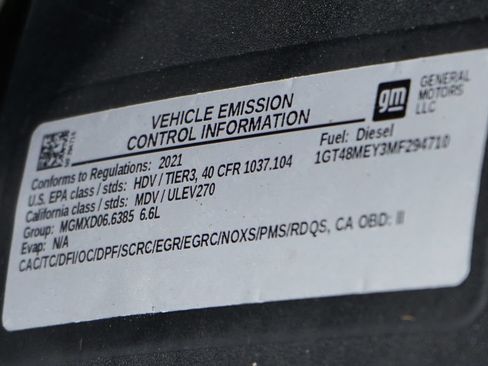 VEHICLE EMISSION
CONTROL INFORMATION
gm
GENERAL
MOTORS
LLC
Conforms to Regulations: 2021
Fuel: Diesel
U.S. EPA class / stds: HDV / TIER3, 40 CFR 1037.104
1GT48MEY3MF294710
California class / stds: MDV / ULEV270
Group: MGMXD06.6385 6.6L
Evap: N/A
CAC/TC/DFI/OC/DPF/SCRC/EGR/EGRC/NOXS/PMS/RDQS, CA OBD: II